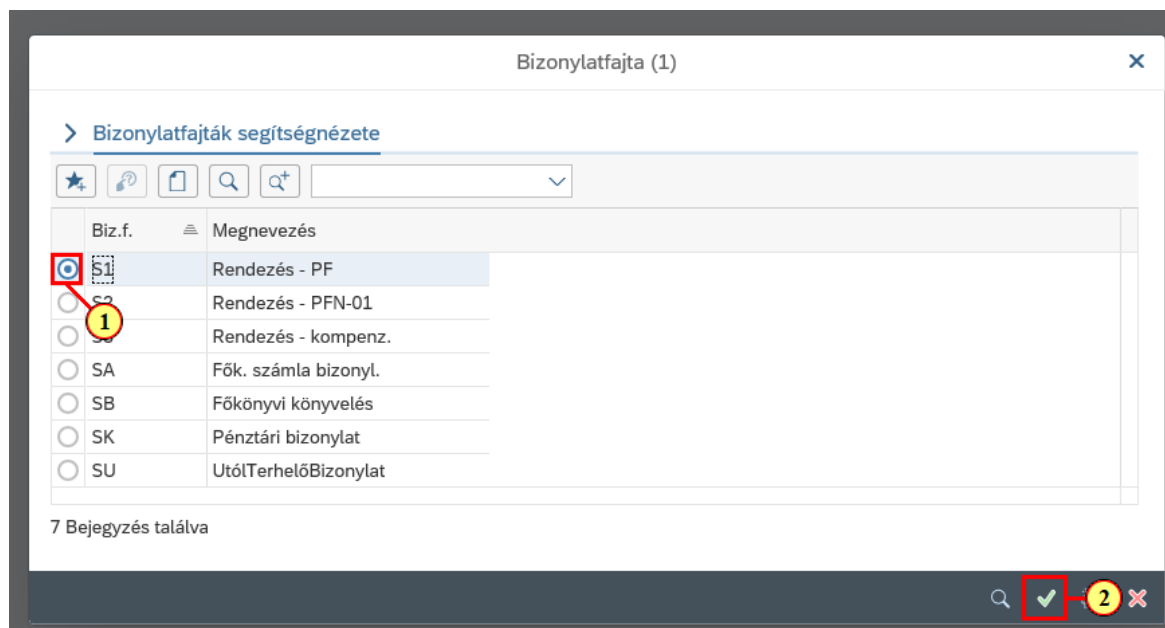 Bizonylatfajta (1)
Bizonylatfajták segítségnézete
Biz.f. Megnevezés
S1 Rendezés - PF
Rendezés - PFN-01
1
Rendezés - kompenz.
SA Fők. számla bizonyl.
SB Főkönyvi könyvelés
SK Pénztári bizonylat
SU UtólTerhelőBizonylat
7 Bejegyzés találva
2